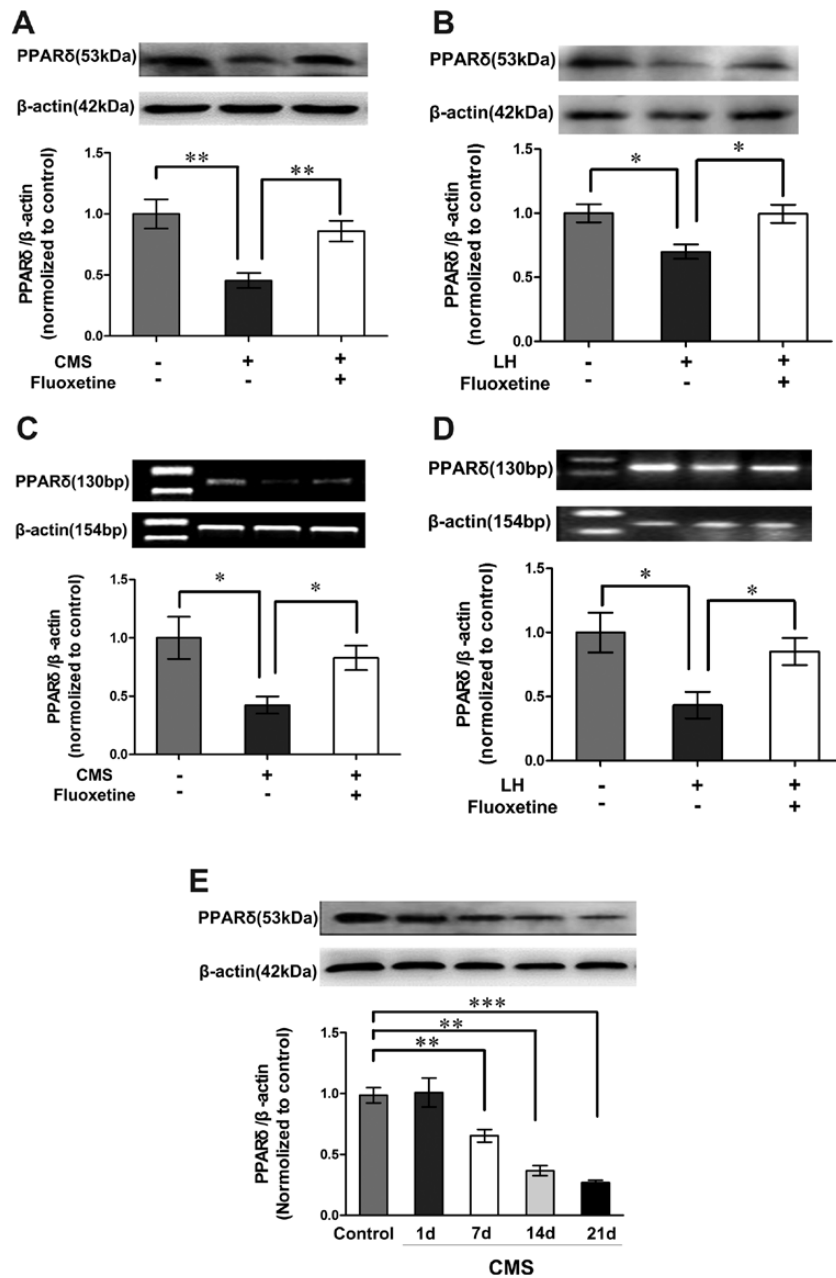 A
PPARδ(53kDa)
β-actin(42kDa)
** **
PPARδ/β-actin
(normolized to control)
1.5
1.0
0.5
0.0
CMS - + +
Fluoxetine - - +
B
PPARδ(53kDa)
β-actin(42kDa)
* *
PPARδ/β-actin
(normolized to control)
1.5
1.0
0.5
0.0
LH - + +
Fluoxetine - - +
C
PPARδ(130bp)
β-actin(154bp)
* *
PPARδ/β-actin
(normolized to control)
1.5
1.0
0.5
0.0
CMS - + +
Fluoxetine - - +
D
PPARδ(130bp)
β-actin(154bp)
* *
PPARδ/β-actin
(normolized to control)
1.5
1.0
0.5
0.0
LH - + +
Fluoxetine - - +
E
PPARδ(53kDa)
β-actin(42kDa)
***
**
**
PPARδ/β-actin
(Normolized to control)
1.5
1.0
0.5
0.0
Control 1d 7d 14d 21d
CMS